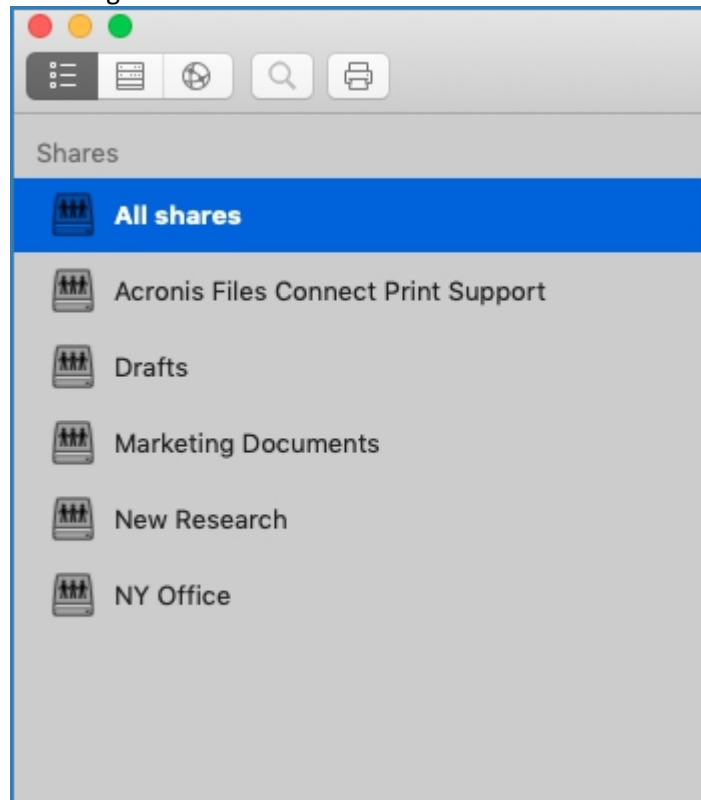 Shares
All shares
Acronis Files Connect Print Support
Drafts
Marketing Documents
New Research
NY Office